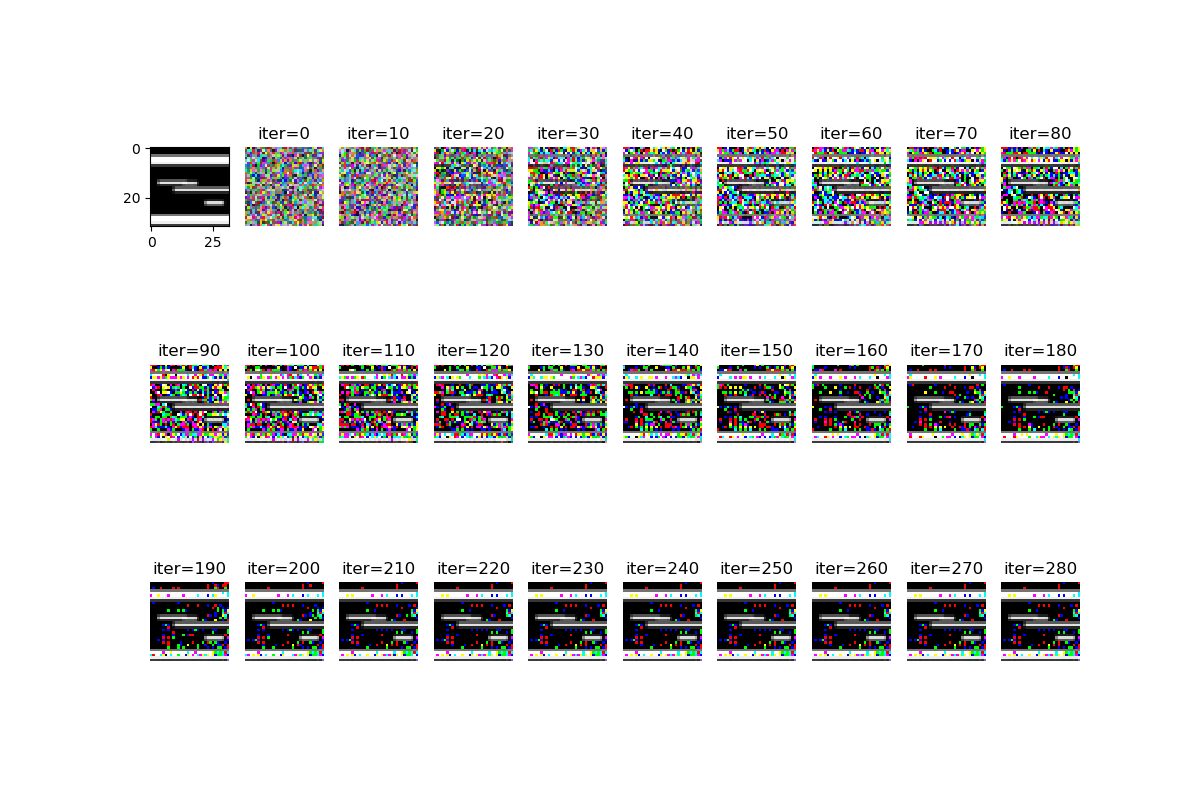 iter=0 iter=10 iter=20 iter=30 iter=40 iter=50 iter=60 iter=70 iter=80
0
20
0 25
iter=90 iter=100 iter=110 iter=120 iter=130 iter=140 iter=150 iter=160 iter=170 iter=180
iter=190 iter=200 iter=210 iter=220 iter=230 iter=240 iter=250 iter=260 iter=270 iter=280